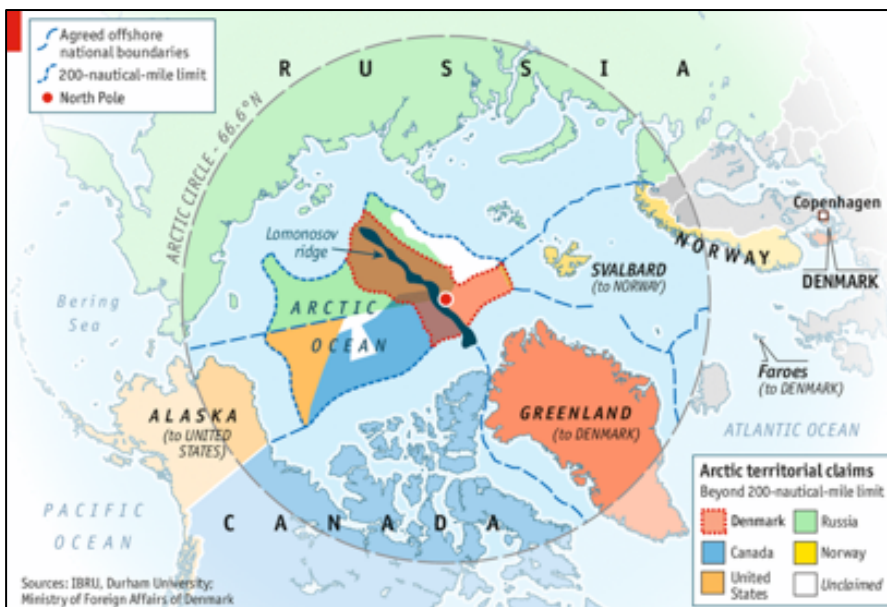 Agreed offshore
national boundaries
200-nautical-mile limit
North Pole
R U S S I A
ARCTIC CIRCLE - 66.6°N
Lomonosov
ridge
ARCTIC
OCEAN
Bering
Sea
SVALBARD
(to NORWAY)
NORWAY
Copenhagen
DENMARK
Faroes
(to DENMARK)
ALASKA
(to UNITED
STATES)
GREENLAND
(to DENMARK)
ATLANTIC OCEAN
PACIFIC
OCEAN
C A N A D A
Arctic territorial claims
Beyond 200-nautical-mile limit
Denmark
Russia
Canada
Norway
United
States
Unclaimed
Sources: IBRU, Durham University;
Ministry of Foreign Affairs of Denmark